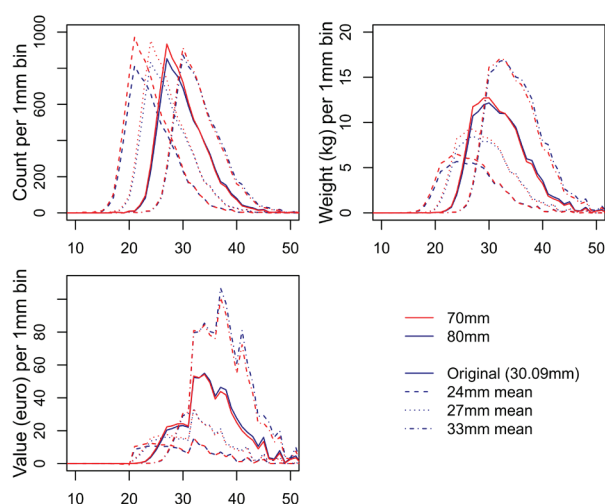 Count per 1mm bin
0 200 600 1000
10 20 30 40 50
Weight (kg) per 1mm bin
0 5 10 15 20
10 20 30 40 50
Value (euro) per 1mm bin
0 20 40 60 80
10 20 30 40 50
70mm
80mm
Original (30.09mm)
24mm mean
27mm mean
33mm mean